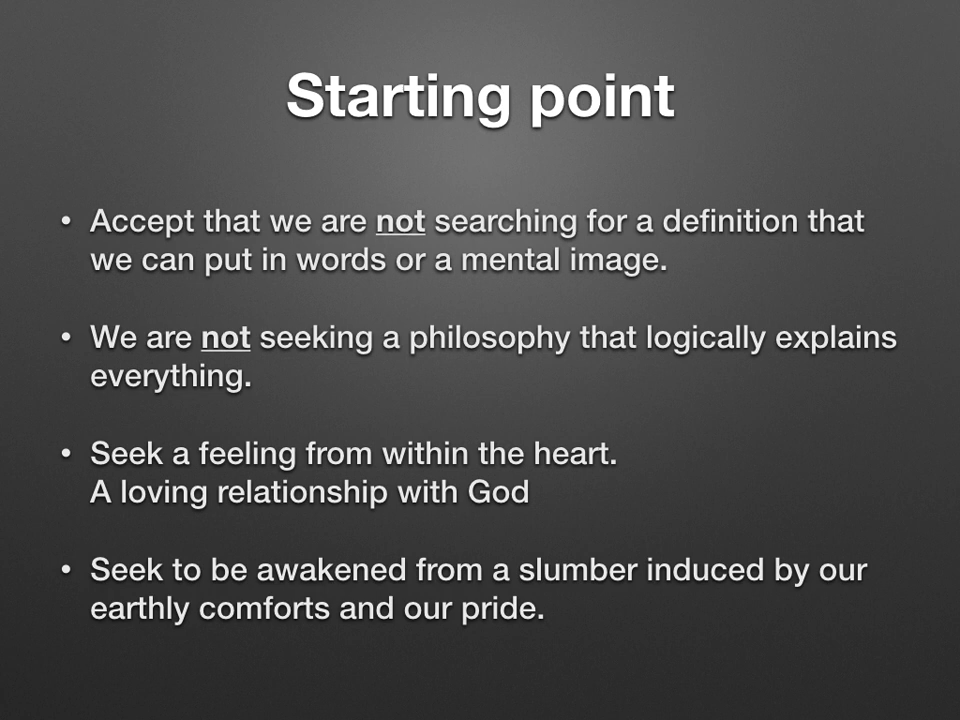 Starting point
• Accept that we are not searching for a definition that
we can put in words or a mental image.
• We are not seeking a philosophy that logically explains
everything.
• Seek a feeling from within the heart.
A loving relationship with God
• Seek to be awakened from a slumber induced by our
earthly comforts and our pride.